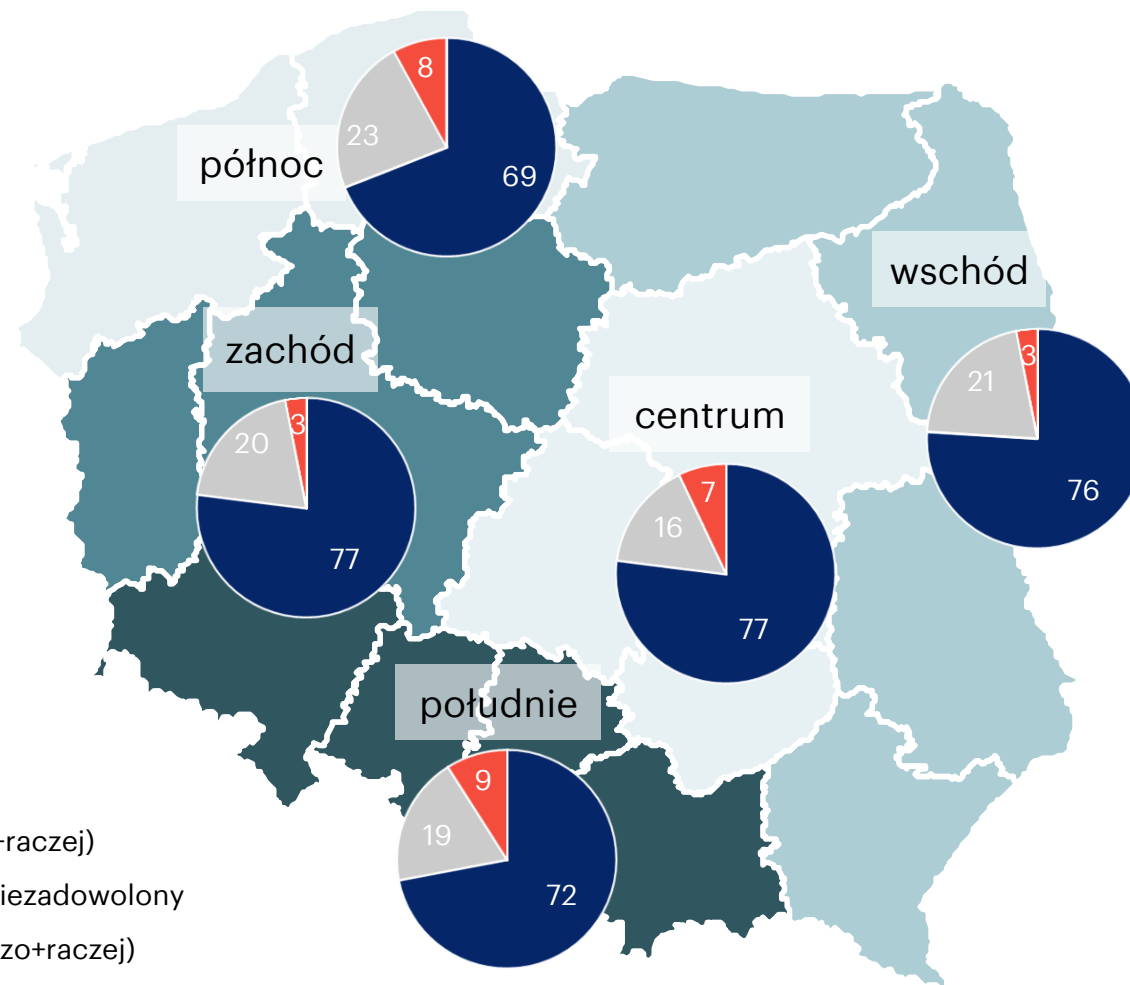 8
23
69
północ
wschód
zachód
3
21
76
centrum
3
20
77
7
16
77
południe
9
19
72
+raczej)
iezadowolony
zo+raczej)